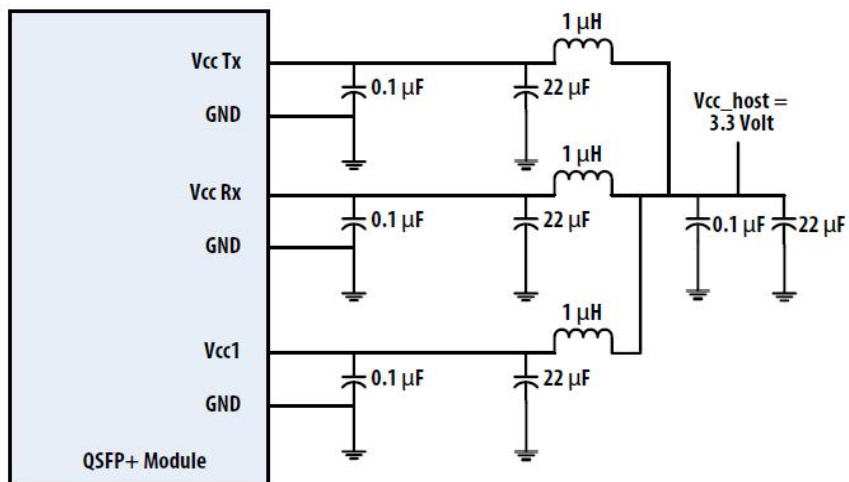 1 µH
Vcc Tx
0.1 µF
22 µF
GND
Vcc_host =
3.3 Volt
1 µH
Vcc Rx
0.1 µF
22 µF
0.1 µF
22 µF
GND
1 µH
Vcc1
0.1 µF
22 µF
GND
QSFP+ Module